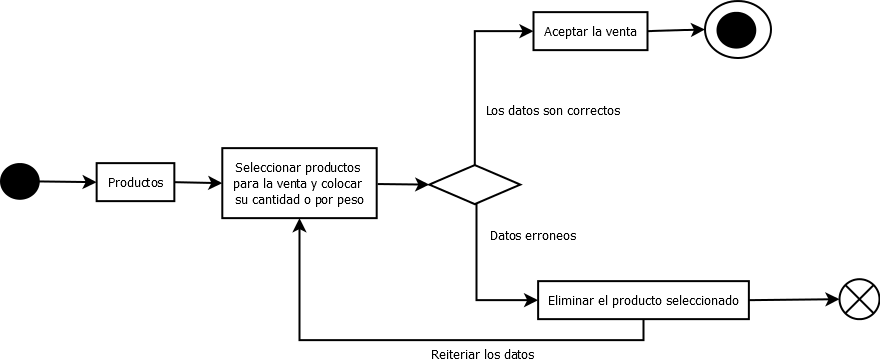 Aceptar la venta
Los datos son correctos
Productos
Seleccionar productos
para la venta y colocar
su cantidad o por peso
Datos erroneos
Eliminar el producto seleccionado
Reiteriar los datos